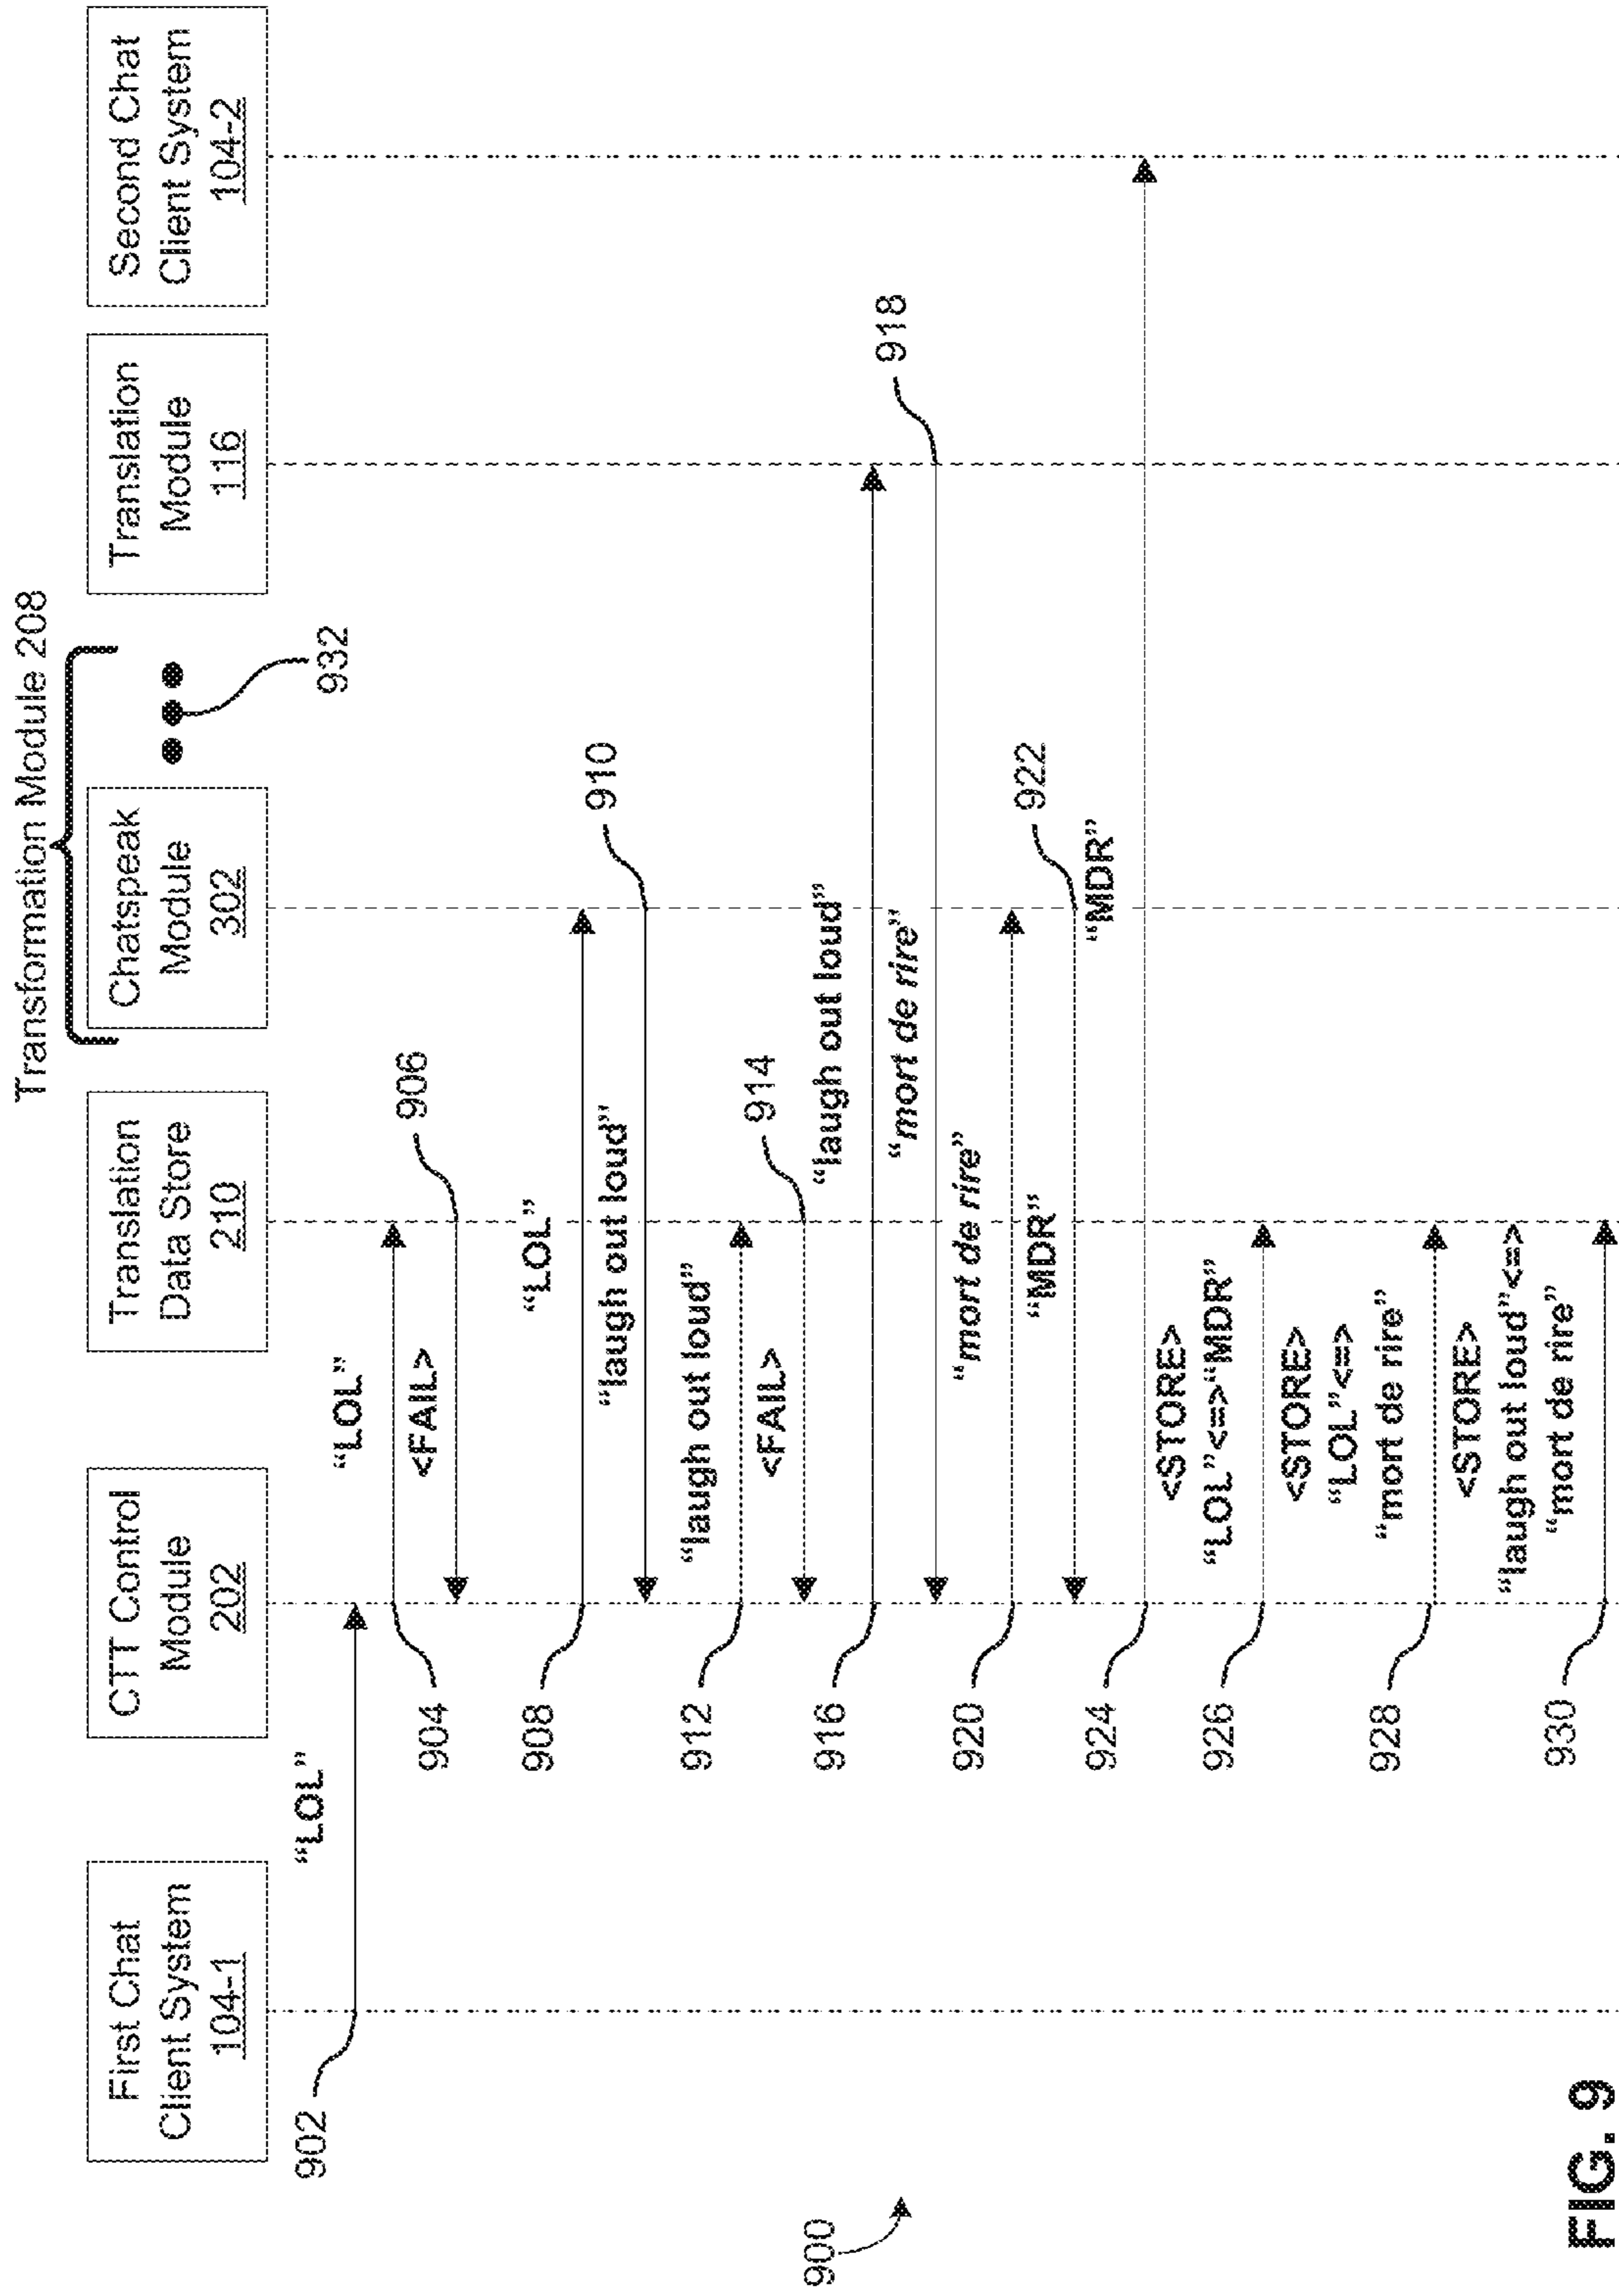 Transformation Module 208
First Chat
Client System
104-1
CTT Control
Module
202
Translation
Data Store
210
Chatspeak
Module
302
932
Translation
Module
116
Second Chat
Client System
104-2
902
“LOL”
904
“LOL”
<FAIL>
906
908
“LOL”
“laugh out loud”
910
912
“laugh out loud”
<FAIL>
914
916
“laugh out loud”
“mort de rire”
918
920
“mort de rire”
“MDR”
922
924
“MDR”
926
<STORE>
“LOL”<=>“MDR”
928
<STORE>
“LOL”<=>
“mort de rire”
930
<STORE>
“laugh out loud”<=>
“mort de rire”
900
FIG. 9